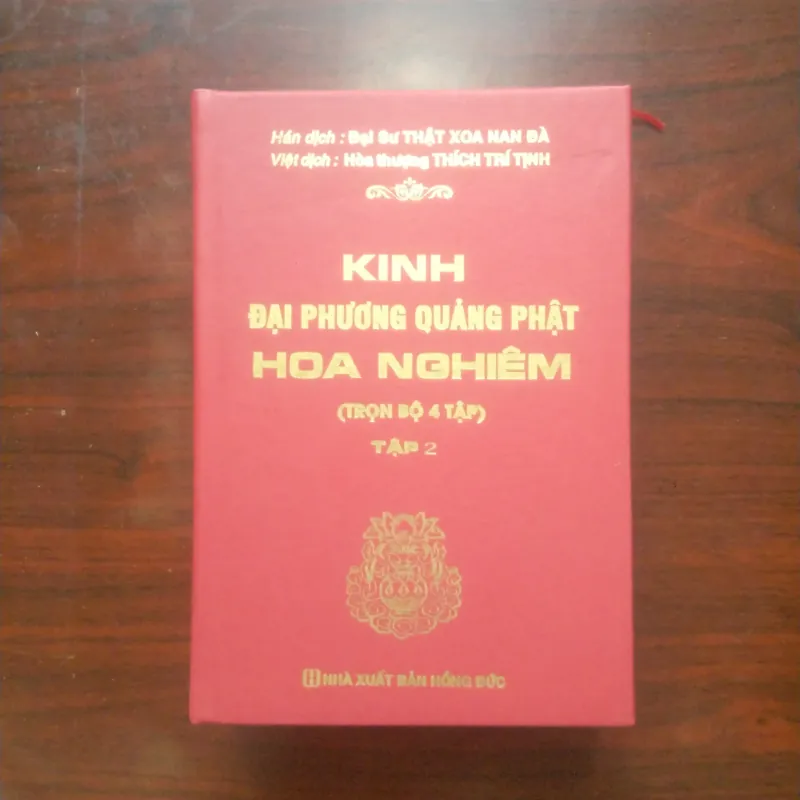 Hán dịch : Đại Sư THẬT XOA NAN ĐÀ
Việt dịch : Hòa thượng THÍCH TRÍ TỊNH
KINH
ĐẠI PHƯƠNG QUẢNG PHẬT
HOA NGHIÊM
(TRỌN BỘ 4 TẬP)
TẬP 2
NHÀ XUẤT BẢN HỒNG ĐỨC